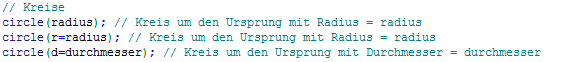 // Kreise
circle(radius); // Kreis um den Ursprung mit Radius = radius
circle(r=radius); // Kreis um den Ursprung mit Radius = radius
circle(d=durchmesser); // Kreis um den Ursprung mit Durchmesser = durchmesser